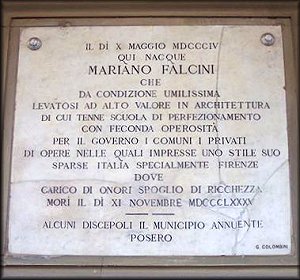 IL DÌ X MAGGIO MDCCCIV
QUI NACQUE
MARIÀNO FÀLCINI
CHE
DA CONDIZIONE UMILISSIMA
LEVATOSI AD ALTO VALORE IN ARCHITETTURA
DI CUI TENNE SCUOLA DI PERFEZIONAMENTO
CON FECONDA OPEROSITÀ
PER IL GOVERNO I COMUNI I PRIVATI
DI OPERE NELLE QUALI IMPRESSE UNO STILE SUO
SPARSE ITALIA SPECIALMENTE FIRENZE
DOVE
CARICO DI ONORI SPOGLIO DI RICCHEZZA
MORÌ IL DÌ XI NOVEMBRE MDCCCLXXXV
ALCUNI DISCEPOLI IL MUNICIPIO ANNUENTE
POSERO
G. COLOMBINI